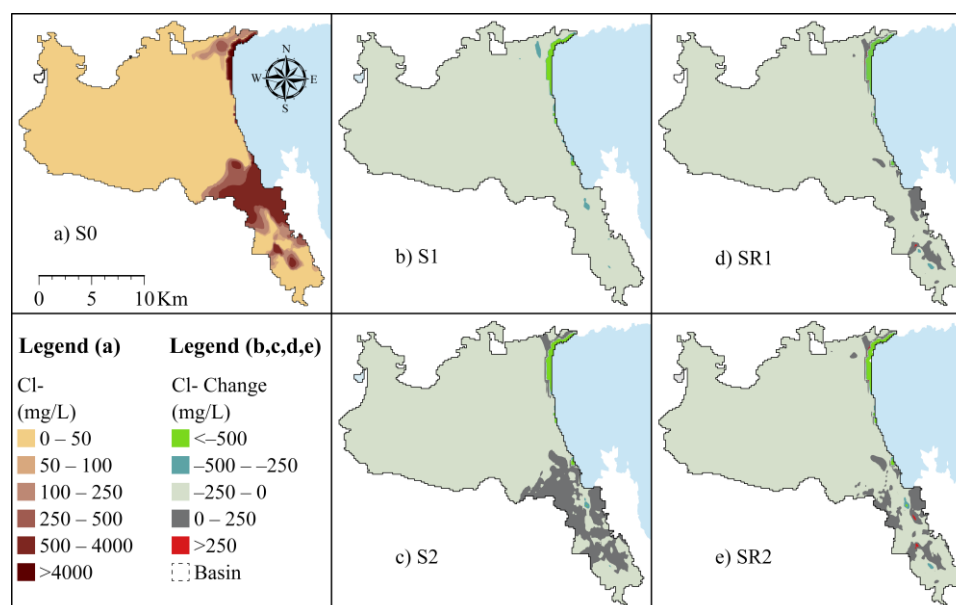 N
W E
S
a) S0
0 5 10 Km
b) S1
d) SR1
Legend (a)
Cl-
(mg/L)
0 – 50
50 – 100
100 – 250
250 – 500
500 – 4000
>4000
Legend (b,c,d,e)
Cl- Change
(mg/L)
<–500
–500 – –250
–250 – 0
0 – 250
>250
Basin
c) S2
e) SR2